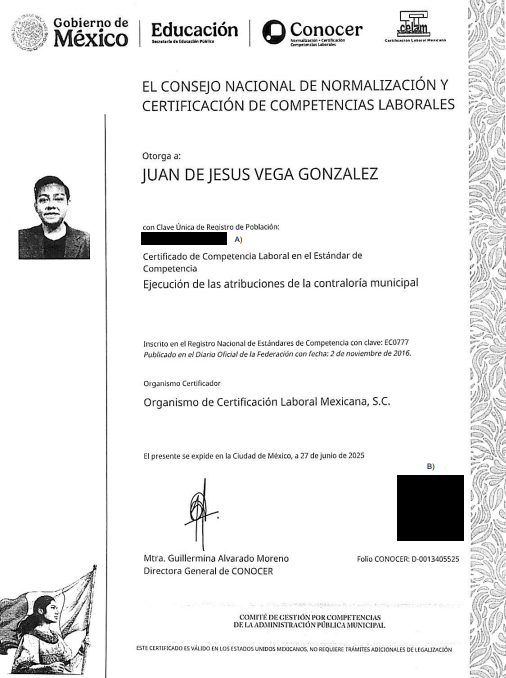 Gobierno de
México
Educación
Secretaría de Educación Pública
Conocer
Normalización • Certificación
Competencias Laborales
celam
Certificación Laboral Mexicana
EL CONSEJO NACIONAL DE NORMALIZACIÓN Y
CERTIFICACIÓN DE COMPETENCIAS LABORALES
Otorga a:
JUAN DE JESUS VEGA GONZALEZ
con Clave Única de Registro de Población:
A)
Certificado de Competencia Laboral en el Estándar de
Competencia
Ejecución de las atribuciones de la contraloría municipal
Inscrito en el Registro Nacional de Estándares de Competencia con clave: EC0777
Publicado en el Diario Oficial de la Federación con fecha: 2 de noviembre de 2016.
Organismo Certificador
Organismo de Certificación Laboral Mexicana, S.C.
El presente se expide en la Ciudad de México, a 27 de junio de 2025
B)
Mtra. Guillermina Alvarado Moreno
Directora General de CONOCER
Folio CONOCER: D-0013405525
COMITÉ DE GESTIÓN POR COMPETENCIAS
DE LA ADMINISTRACIÓN PÚBLICA MUNICIPAL
ESTE CERTIFICADO ES VÁLIDO EN LOS ESTADOS UNIDOS MEXICANOS, NO REQUIERE TRÁMITES ADICIONALES DE LEGALIZACIÓN